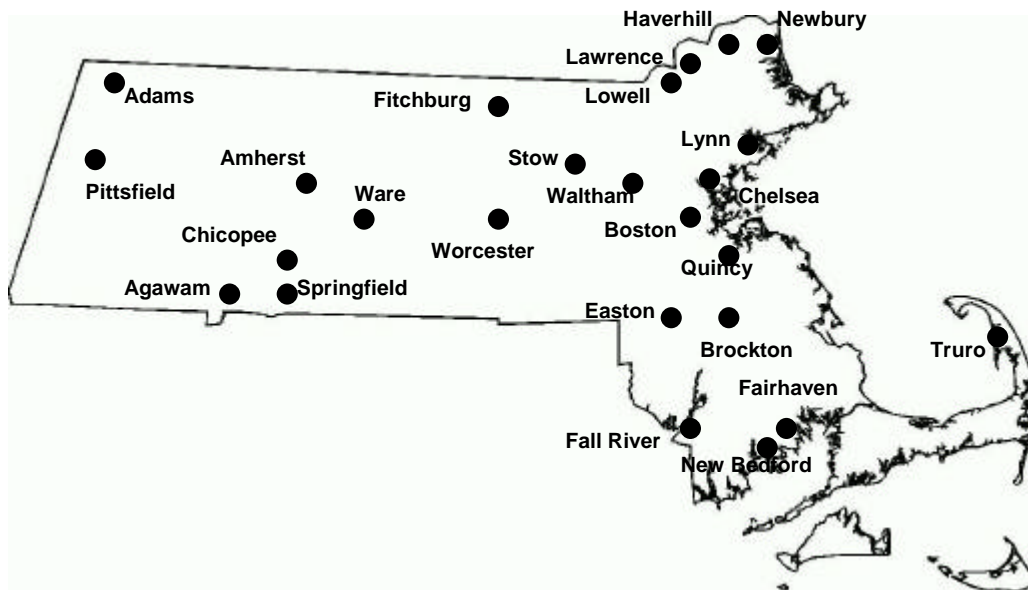 Haverhill
Newbury
Lawrence
Adams
Fitchburg
Lowell
Lynn
Amherst
Stow
Pittsfield
Ware
Waltham
Chelsea
Boston
Chicopee
Worcester
Quincy
Agawam
Springfield
Easton
Brockton
Truro
Fairhaven
Fall River
New Bedford